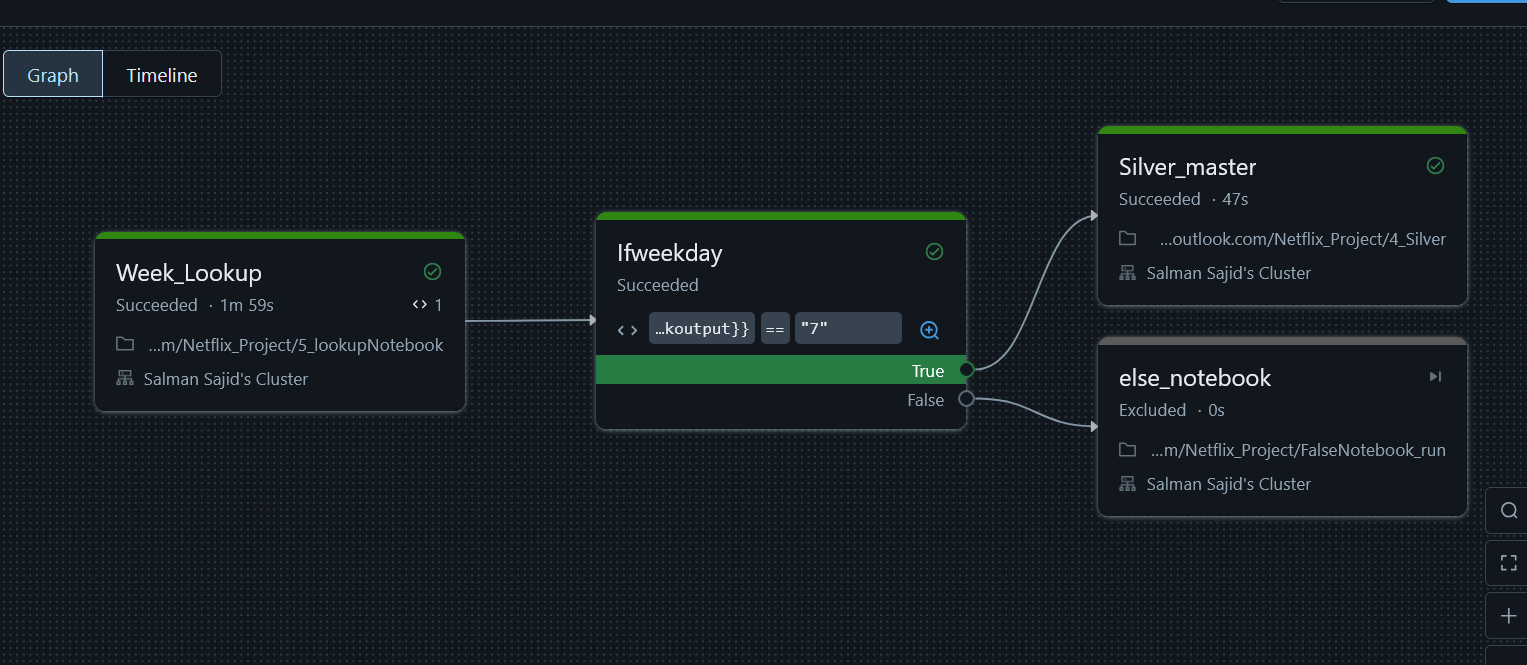 Graph
Timeline
Week_Lookup
Succeeded · 1m 59s
<> 1
…m/Netflix_Project/5_lookupNotebook
Salman Sajid's Cluster
Ifweekday
Succeeded
<> …koutput}} == "7"
True
False
Silver_master
Succeeded · 47s
…outlook.com/Netflix_Project/4_Silver
Salman Sajid's Cluster
else_notebook
Excluded · 0s
…m/Netflix_Project/FalseNotebook_run
Salman Sajid's Cluster